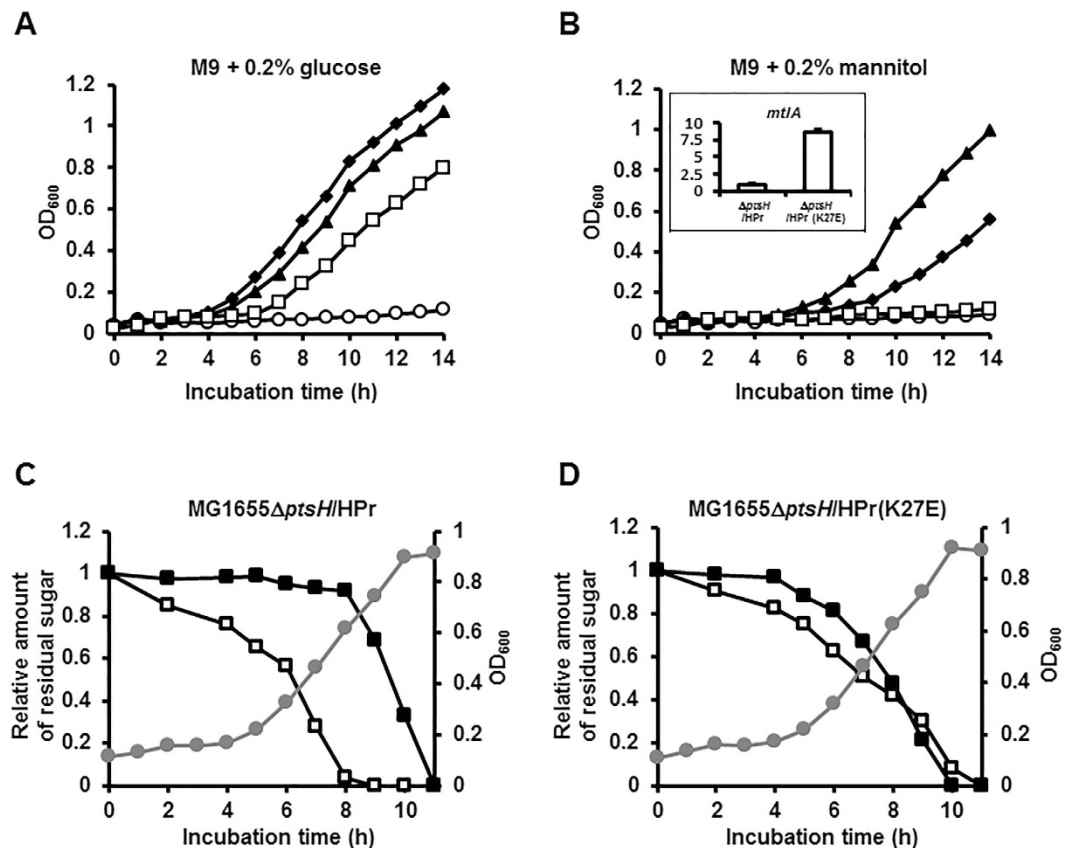 A
M9 + 0.2% glucose
1.2
1
0.8
0.6
0.4
0.2
0
OD600
0 2 4 6 8 10 12 14
Incubation time (h)
B
M9 + 0.2% mannitol
1.2
1
0.8
0.6
0.4
0.2
0
OD600
mtlA
10
7.5
5
2.5
0
ΔptsH
/HPr
ΔptsH
/HPr (K27E)
0 2 4 6 8 10 12 14
Incubation time (h)
C
MG1655ΔptsH/HPr
1.2
1
0.8
0.6
0.4
0.2
0
Relative amount
of residual sugar
1
0.8
0.6
0.4
0.2
0
OD600
0 2 4 6 8 10
Incubation time (h)
D
MG1655ΔptsH/HPr(K27E)
1.2
1
0.8
0.6
0.4
0.2
0
Relative amount
of residual sugar
1
0.8
0.6
0.4
0.2
0
OD600
0 2 4 6 8 10
Incubation time (h)